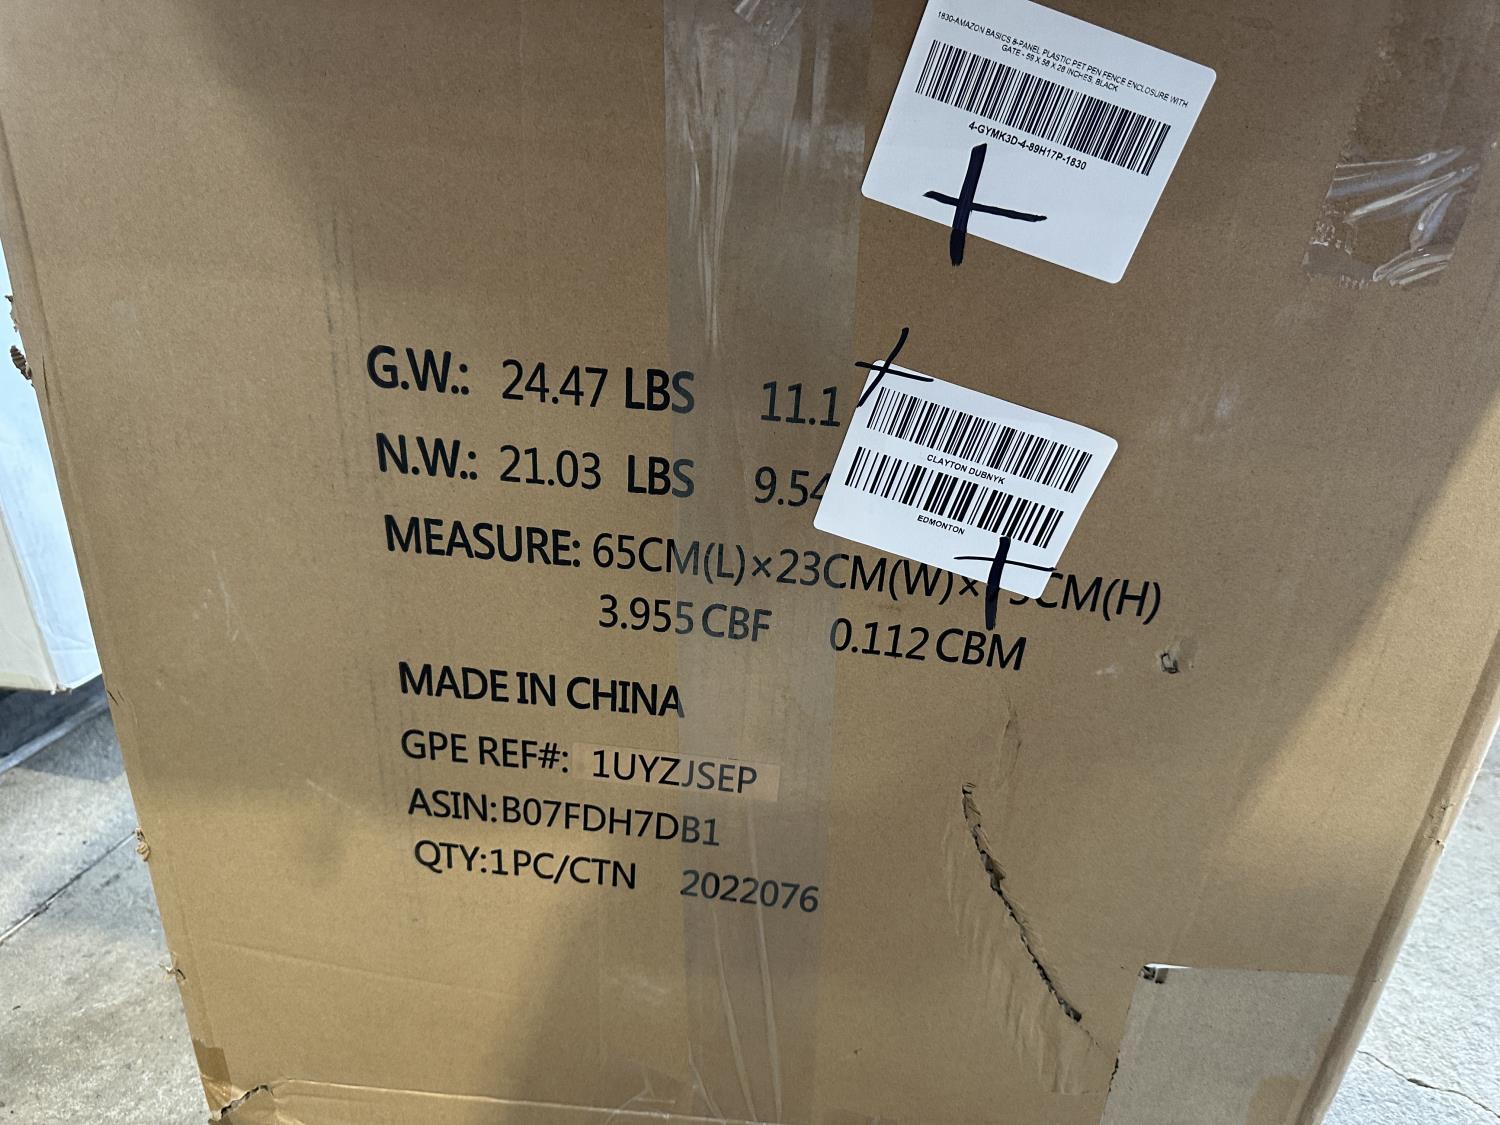 1830-AMAZON BASICS 8-PANEL PLASTIC PET PEN FENCE ENCLOSURE WITH
GATE - 59 X 58 X 28 INCHES, BLACK
4-GYMK3D-4-89H17P-1830
G.W.: 24.47 LBS 11.1
N.W.: 21.03 LBS 9.54
CLAYTON DUBNYK
EDMONTON
MEASURE: 65CM(L)×23CM(W)× CM(H)
3.955 CBF 0.112 CBM
MADE IN CHINA
GPE REF#: 1UYZJSEP
ASIN:B07FDH7DB1
QTY:1PC/CTN 2022076